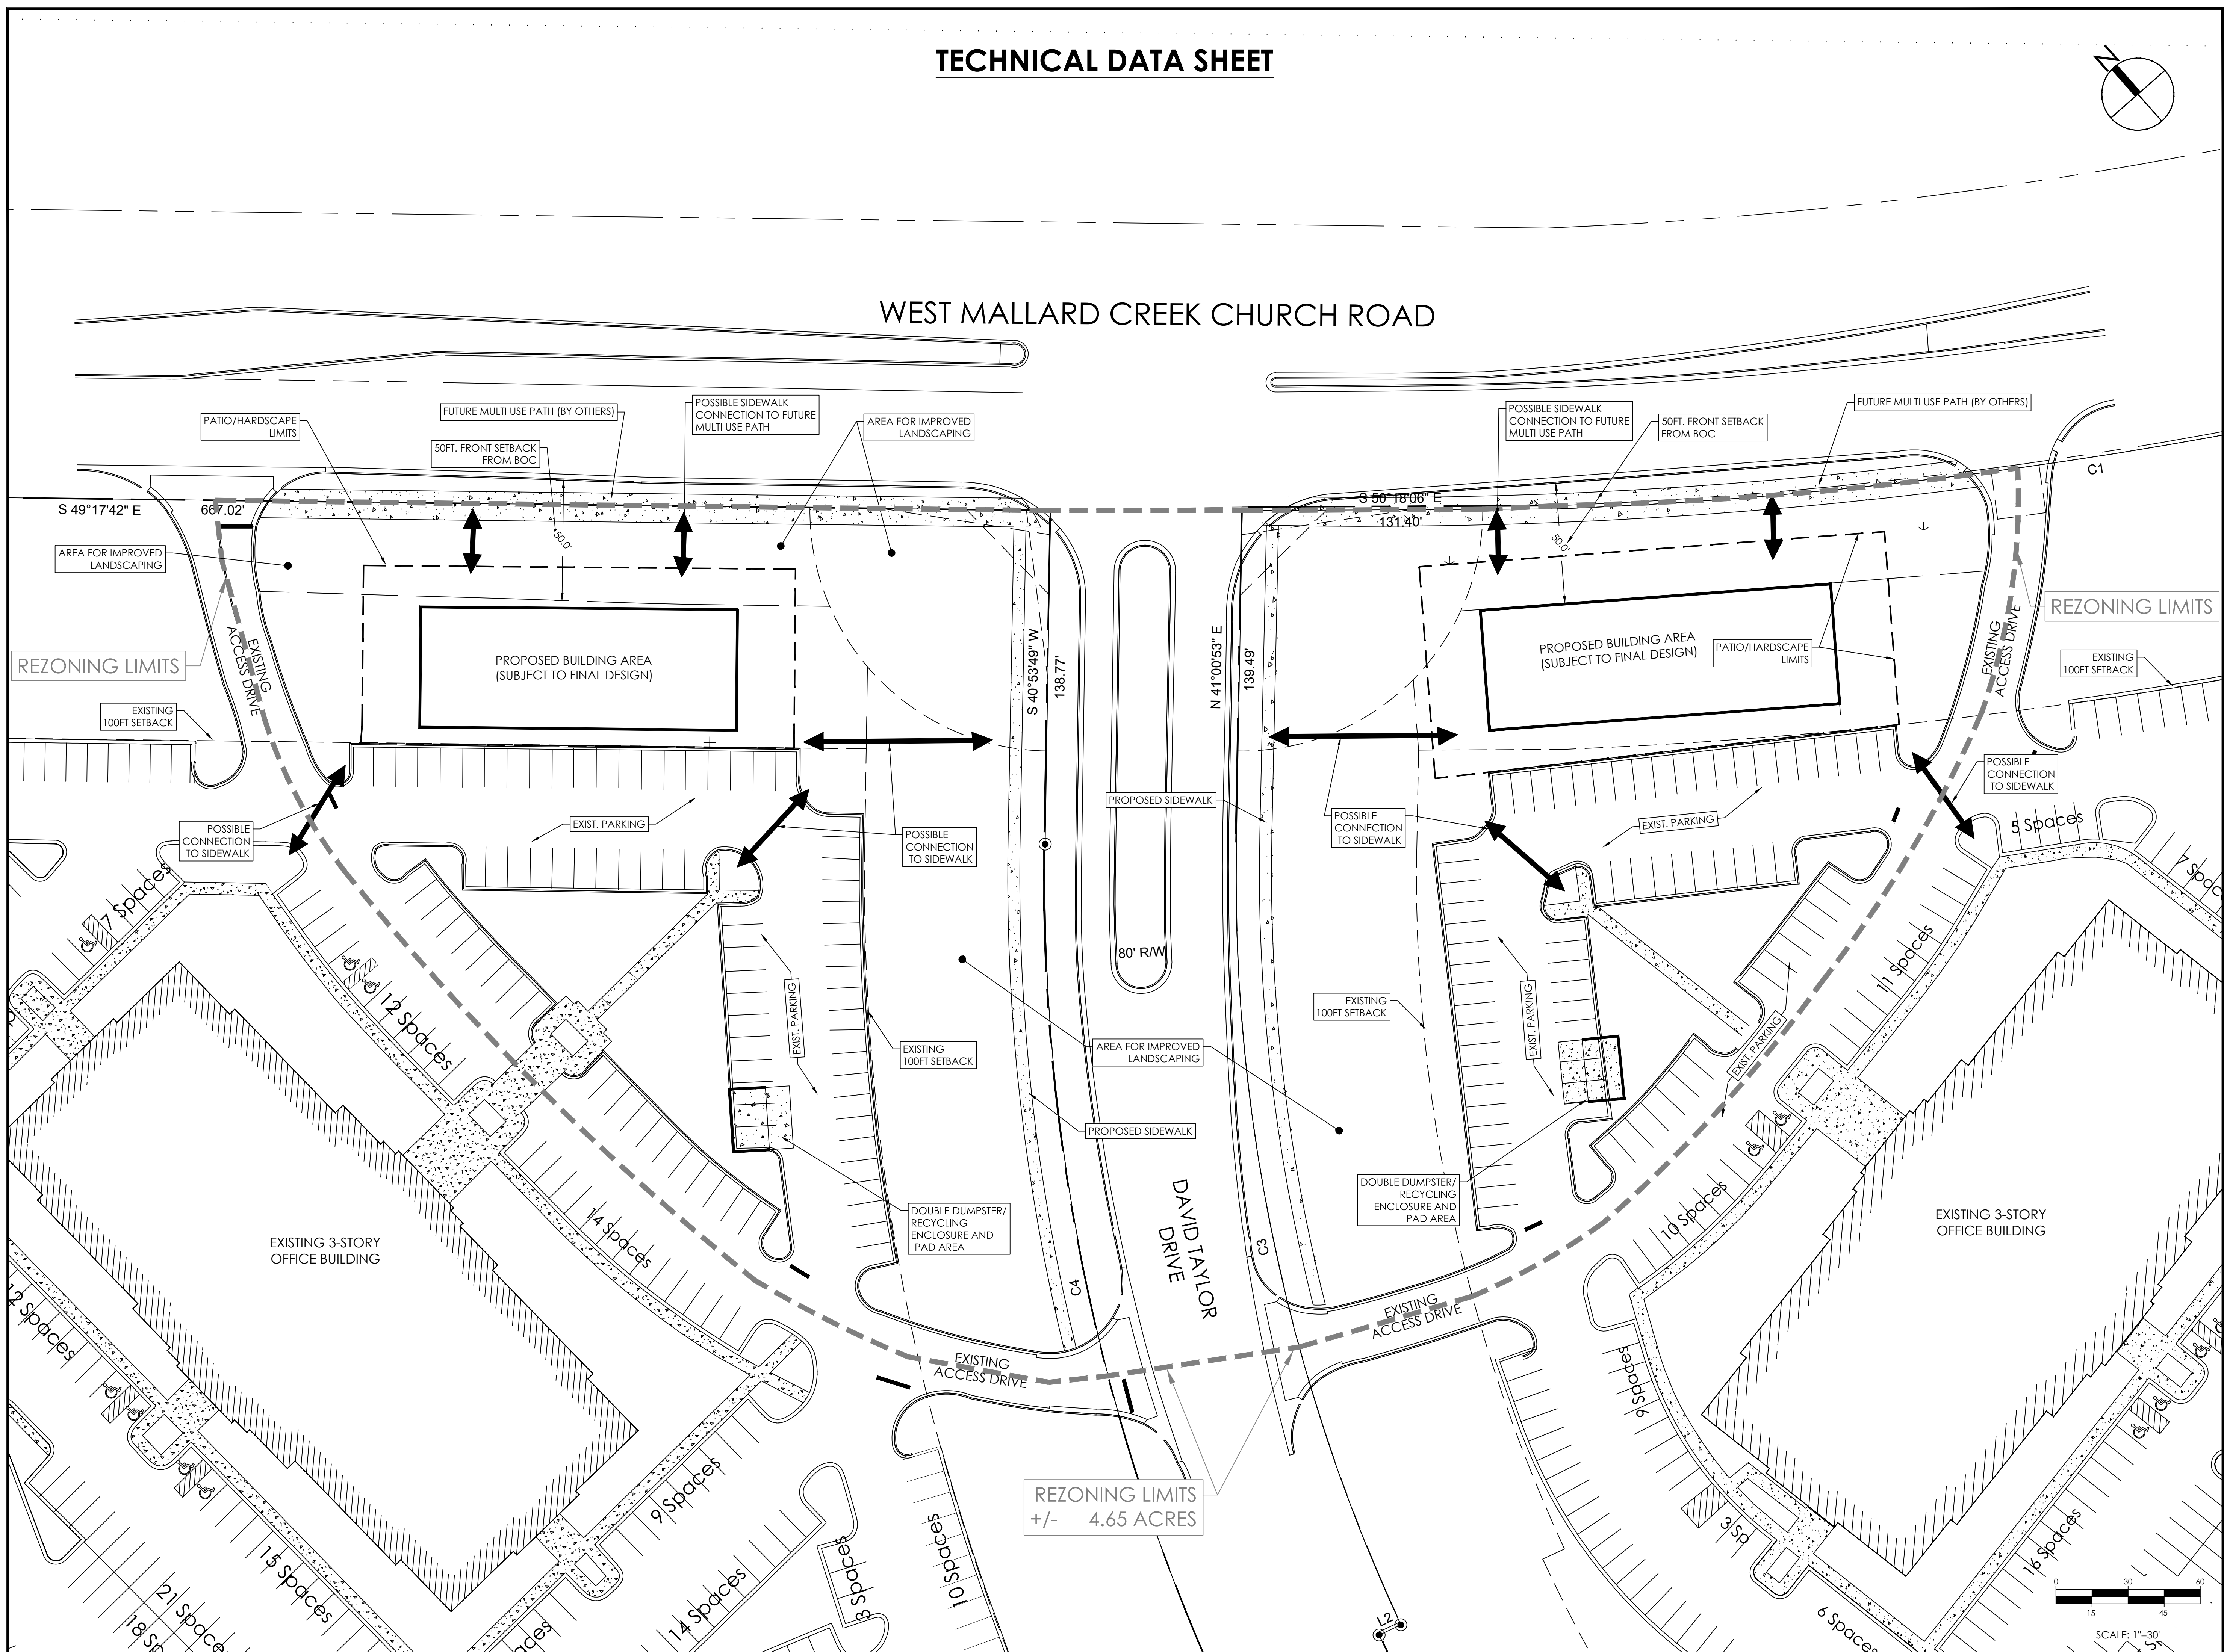 TECHNICAL DATA SHEET
N
WEST MALLARD CREEK CHURCH ROAD
PATIO/HARDSCAPE
LIMITS
FUTURE MULTI USE PATH (BY OTHERS)
50FT. FRONT SETBACK
FROM BOC
POSSIBLE SIDEWALK
CONNECTION TO FUTURE
MULTI USE PATH
AREA FOR IMPROVED
LANDSCAPING
POSSIBLE SIDEWALK
CONNECTION TO FUTURE
MULTI USE PATH
50FT. FRONT SETBACK
FROM BOC
FUTURE MULTI USE PATH (BY OTHERS)
C1
S 49°17'42" E
667.02'
S 50°18'06" E
131.40'
50.0'
50.0'
AREA FOR IMPROVED
LANDSCAPING
REZONING LIMITS
EXISTING
ACCESS DRIVE
PROPOSED BUILDING AREA
(SUBJECT TO FINAL DESIGN)
S 40°53'49" W
138.77'
N 41°00'53" E
139.49'
PROPOSED BUILDING AREA
(SUBJECT TO FINAL DESIGN)
PATIO/HARDSCAPE
LIMITS
EXISTING
ACCESS DRIVE
REZONING LIMITS
EXISTING
100FT SETBACK
EXISTING
100FT SETBACK
POSSIBLE
CONNECTION
TO SIDEWALK
EXIST. PARKING
POSSIBLE
CONNECTION
TO SIDEWALK
PROPOSED SIDEWALK
POSSIBLE
CONNECTION
TO SIDEWALK
EXIST. PARKING
POSSIBLE
CONNECTION
TO SIDEWALK
5 Spaces
7 Spac
7 Spaces
12 Spaces
80' R/W
11 Spaces
EXIST. PARKING
EXISTING
100FT SETBACK
AREA FOR IMPROVED
LANDSCAPING
EXISTING
100FT SETBACK
EXIST. PARKING
EXIST. PARKING
PROPOSED SIDEWALK
DOUBLE DUMPSTER/
RECYCLING
ENCLOSURE AND
PAD AREA
DOUBLE DUMPSTER/
RECYCLING
ENCLOSURE AND
PAD AREA
DAVID TAYLOR
DRIVE
C4
C3
14 Spaces
10 Spaces
EXISTING 3-STORY
OFFICE BUILDING
EXISTING 3-STORY
OFFICE BUILDING
EXISTING
ACCESS DRIVE
EXISTING
ACCESS DRIVE
12 Spaces
9 Spaces
9 Spaces
REZONING LIMITS
+/- 4.65 ACRES
15 Spaces
21 Spaces
18 Sp
aces
14 Spaces
3 Spaces
10 Spaces
L2
3 Sp
16 Spaces
6 Spaces
0 30 60
15 45
SCALE: 1"=30'